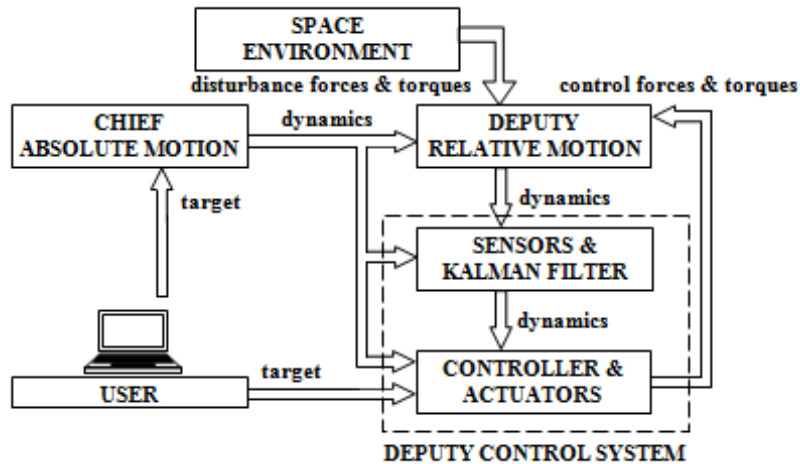 SPACE
ENVIRONMENT
disturbance forces & torques
control forces & torques
CHIEF
ABSOLUTE MOTION
dynamics
DEPUTY
RELATIVE MOTION
target
dynamics
SENSORS &
KALMAN FILTER
dynamics
USER
target
CONTROLLER &
ACTUATORS
DEPUTY CONTROL SYSTEM